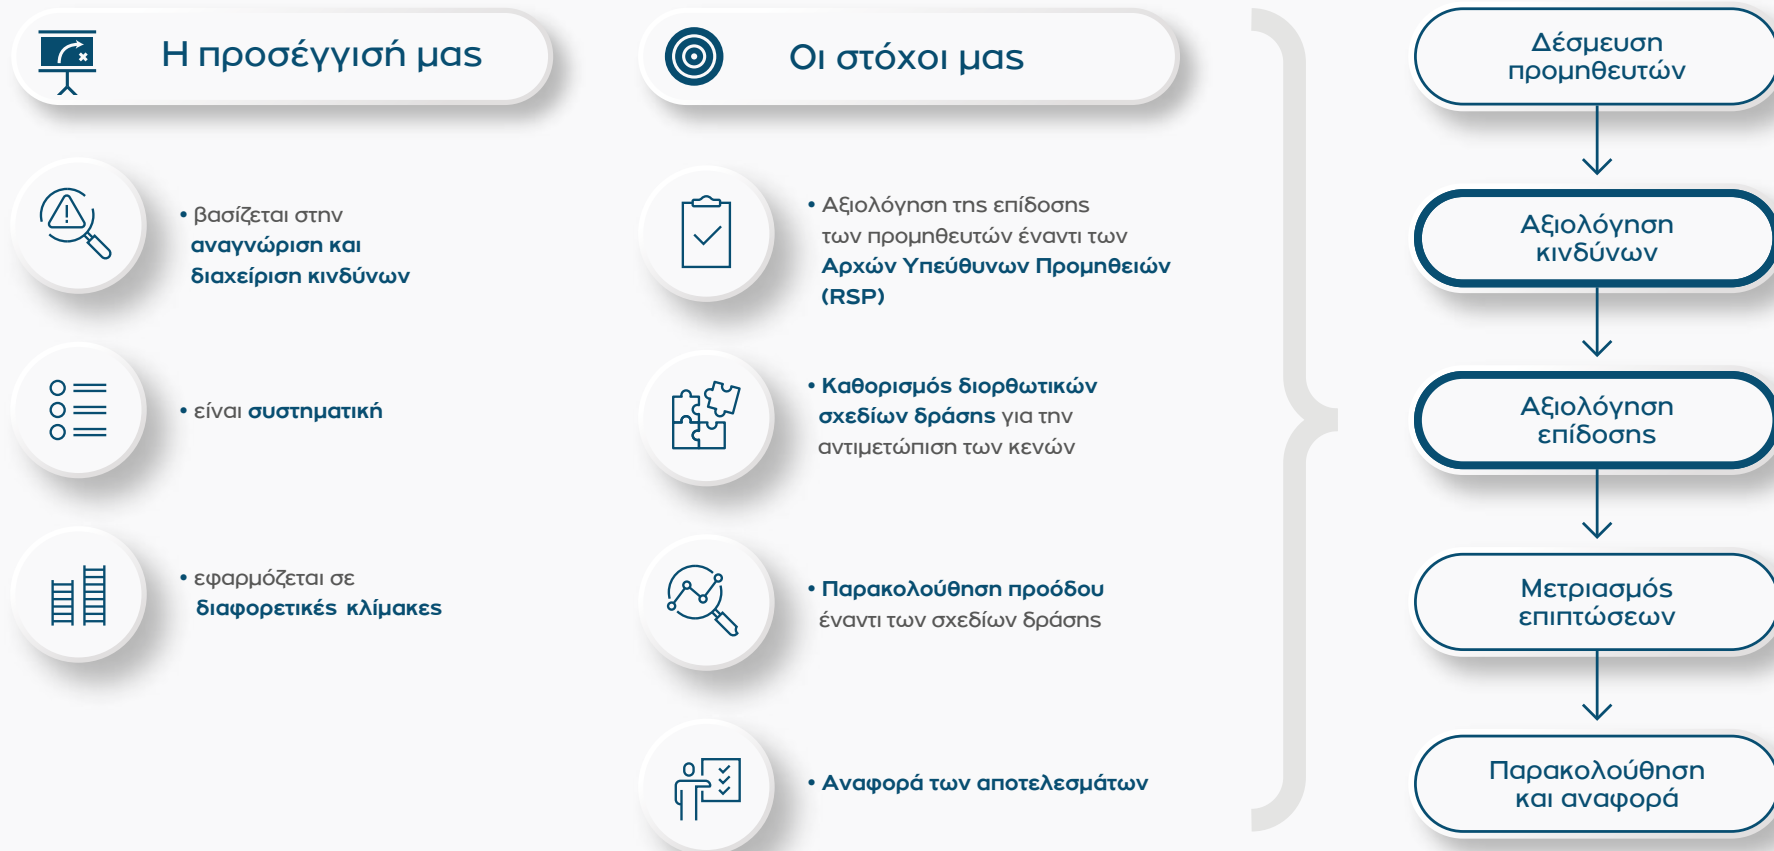 Η προσέγγισή μας
• βασίζεται στην
αναγνώριση και
διαχείριση κινδύνων
• είναι συστηματική
• εφαρμόζεται σε
διαφορετικές κλίμακες
Οι στόχοι μας
• Αξιολόγηση της επίδοσης
των προμηθευτών έναντι των
Αρχών Υπεύθυνων Προμηθειών
(RSP)
• Καθορισμός διορθωτικών
σχεδίων δράσης για την
αντιμετώπιση των κενών
• Παρακολούθηση προόδου
έναντι των σχεδίων δράσης
• Αναφορά των αποτελεσμάτων
Δέσμευση
προμηθευτών
Αξιολόγηση
κινδύνων
Αξιολόγηση
επίδοσης
Μετριασμός
επιπτώσεων
Παρακολούθηση
και αναφορά